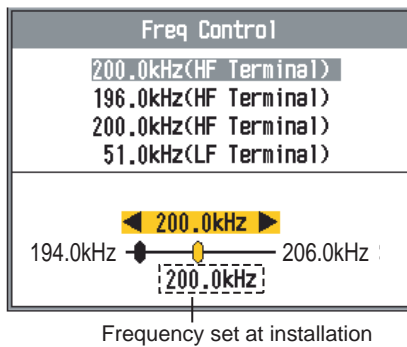 Freq Control
200.0kHz(HF Terminal)
196.0kHz(HF Terminal)
200.0kHz(HF Terminal)
51.0kHz(LF Terminal)
◀ 200.0kHz ▶
194.0kHz 206.0kHz
200.0kHz
Frequency set at installation